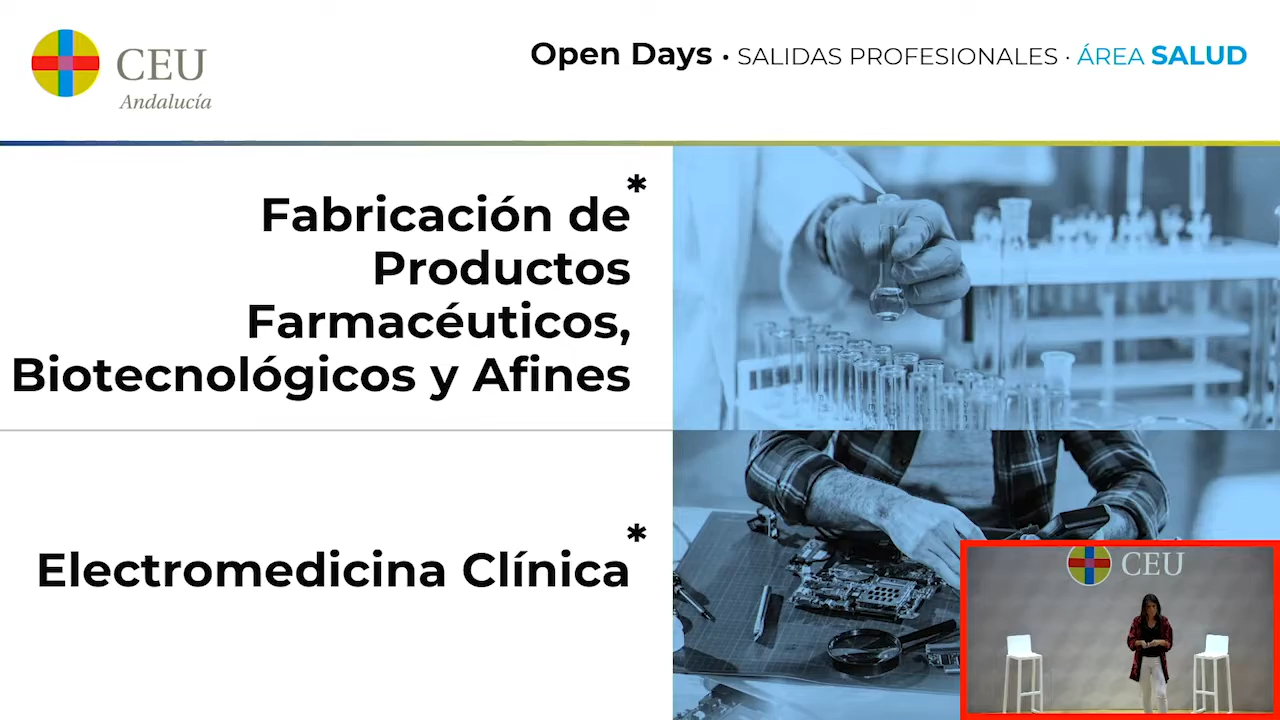 CEU
Andalucía
Open Days · SALIDAS PROFESIONALES · ÁREA SALUD
Fabricación de*
Productos
Farmacéuticos,
Biotecnológicos y Afines
Electromedicina Clínica*
CEU